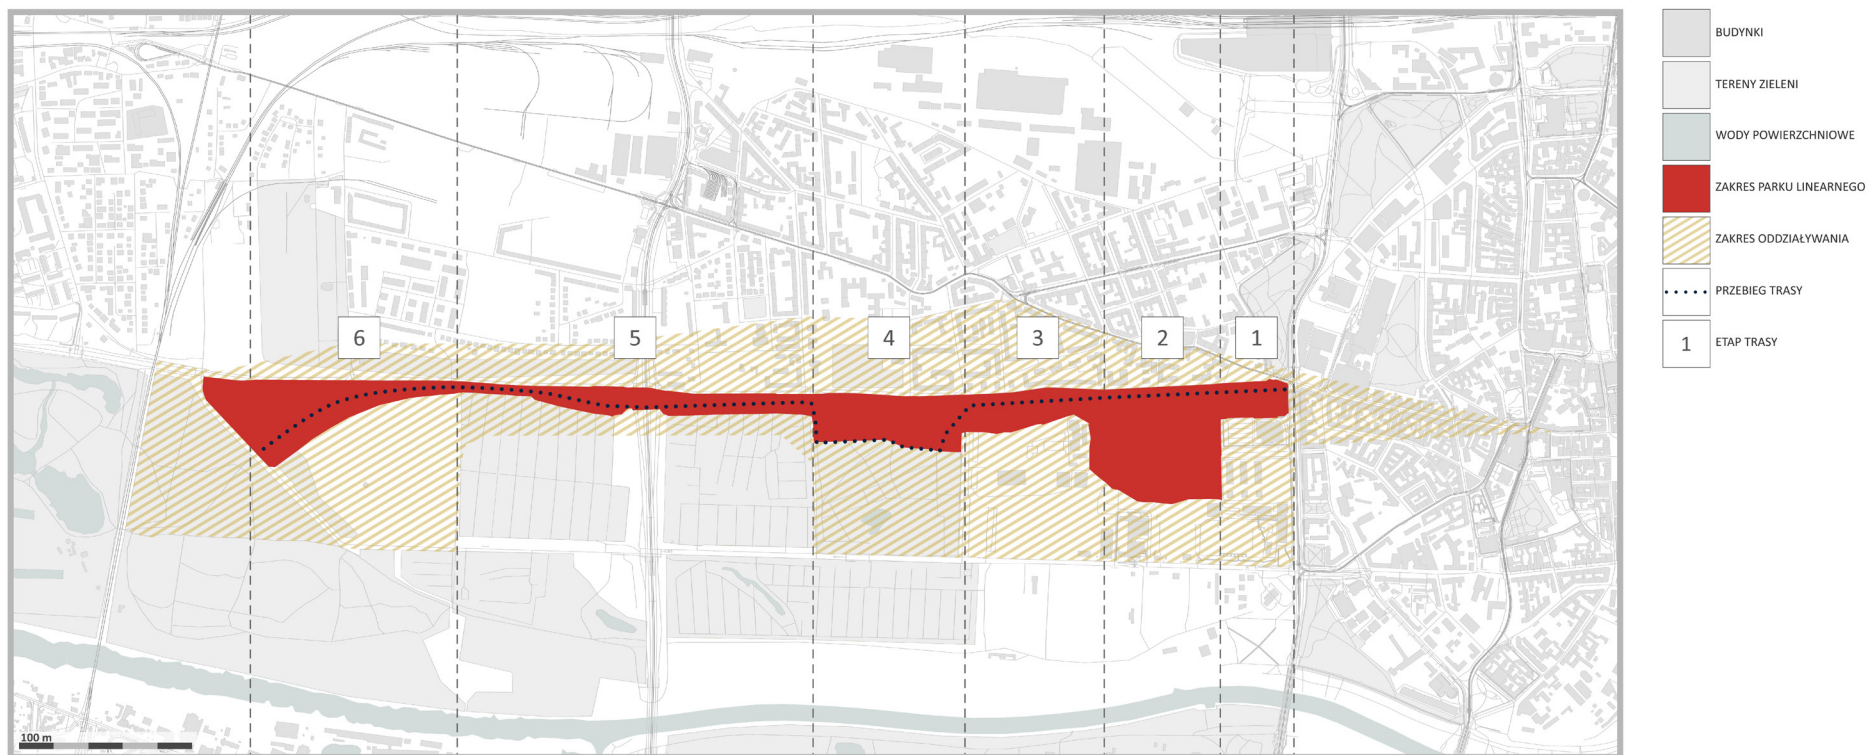 6
5
4
3
2
1
100 m
BUDYNKI
TERENY ZIELENI
WODY POWIERZCHNIOWE
ZAKRES PARKU LINEARNEGO
ZAKRES ODDZIAŁYWANIA
PRZEBIEG TRASY
1 ETAP TRASY